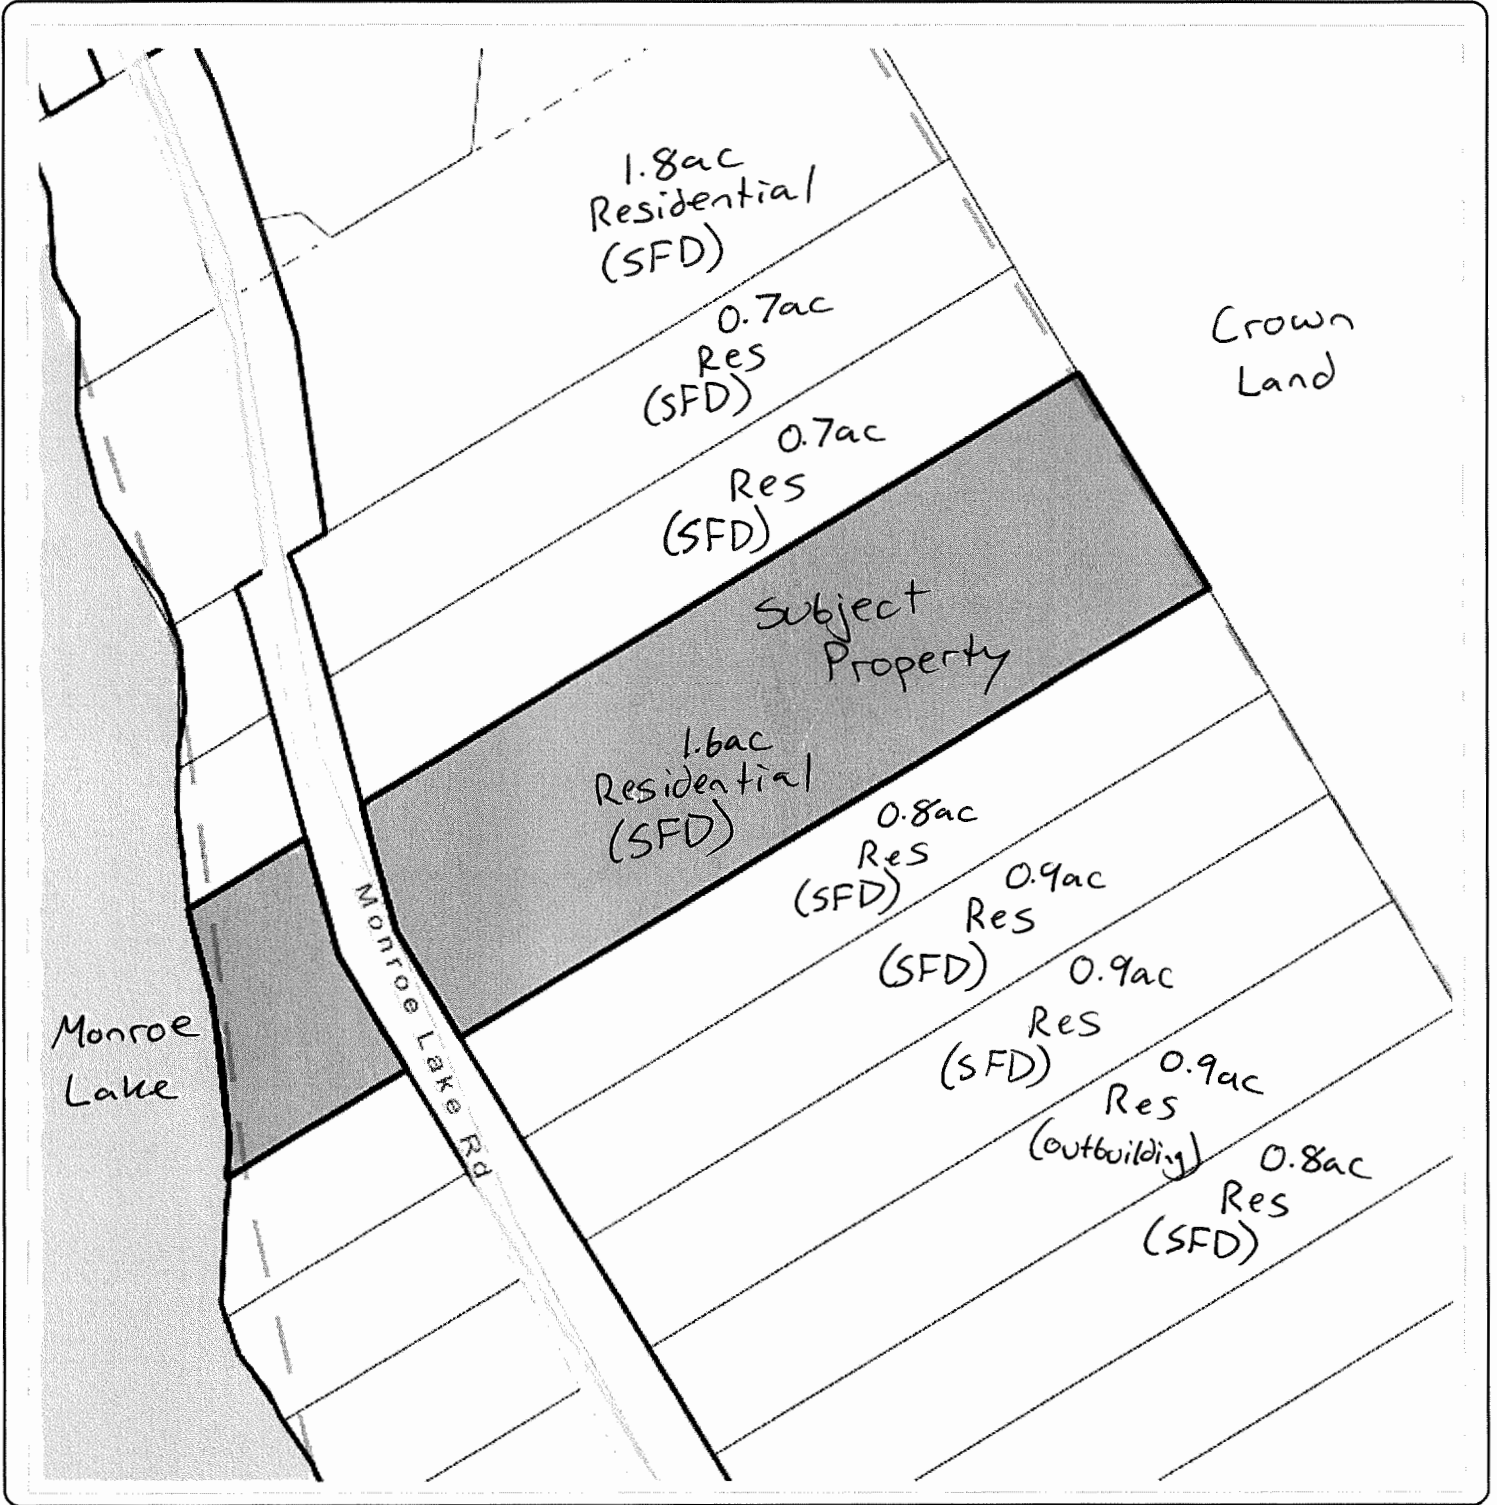 1.8ac
Residential
(SFD)
0.7ac
Res
(SFD)
Crown
Land
0.7ac
Res
(SFD)
Subject
Property
1.6ac
Residential
(SFD)
0.8ac
Res
(SFD)
0.9ac
Res
(SFD)
0.9ac
Res
(SFD)
0.9ac
Res
(outbuilding)
0.8ac
Res
(SFD)
Monroe Lake Rd
Monroe
Lake